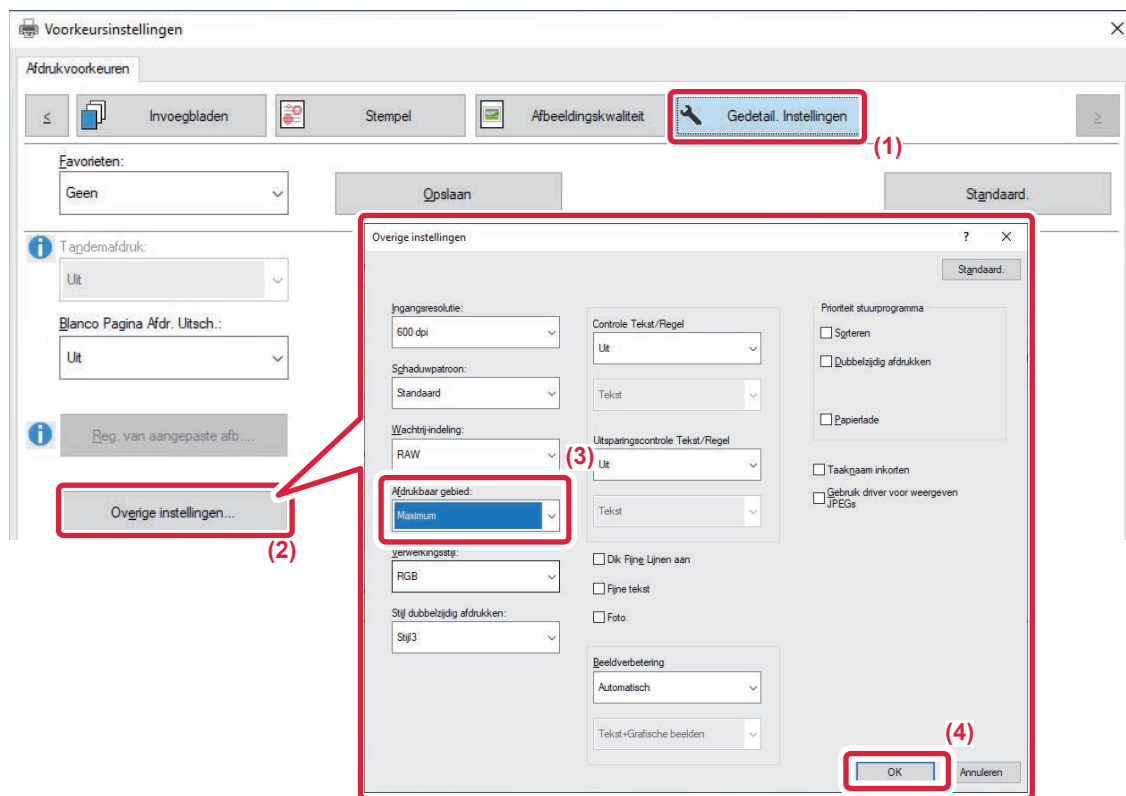 Voorkeursinstellingen
Afdrukvoorkeuren
<
Invoegbladen
Stempel
Afbeeldingskwaliteit
Gedetail. Instellingen
>
(1)
Favorieten:
Geen
Opslaan
Standaard.
Tandemafdruk:
Uit
Blanco Pagina Afdr. Uitsch.:
Uit
Reg. van aangepaste afb....
Overige instellingen...
(2)
Overige instellingen
?
Standaard.
Ingangsresolutie:
600 dpi
Schaduwpatroon:
Standaard
Wachtrij-indeling:
RAW
(3)
Afdrukbaar gebied:
Maximum
Verwerkingsstijl:
RGB
Stijl dubbelzijdig afdrukken:
Stijl3
Controle Tekst/Regel
Uit
Tekst
Uitsparingscontrole Tekst/Regel
Uit
Tekst
Dik Fijne Lijnen aan
Fijne tekst
Foto
Beeldverbetering
Automatisch
Tekst+Grafische beelden
Prioriteit stuurprogramma
Sorteren
Dubbelzijdig afdrukken
Papierlade
Taaknaam inkorten
Gebruik driver voor weergeven
JPEGs
(4)
OK
Annuleren